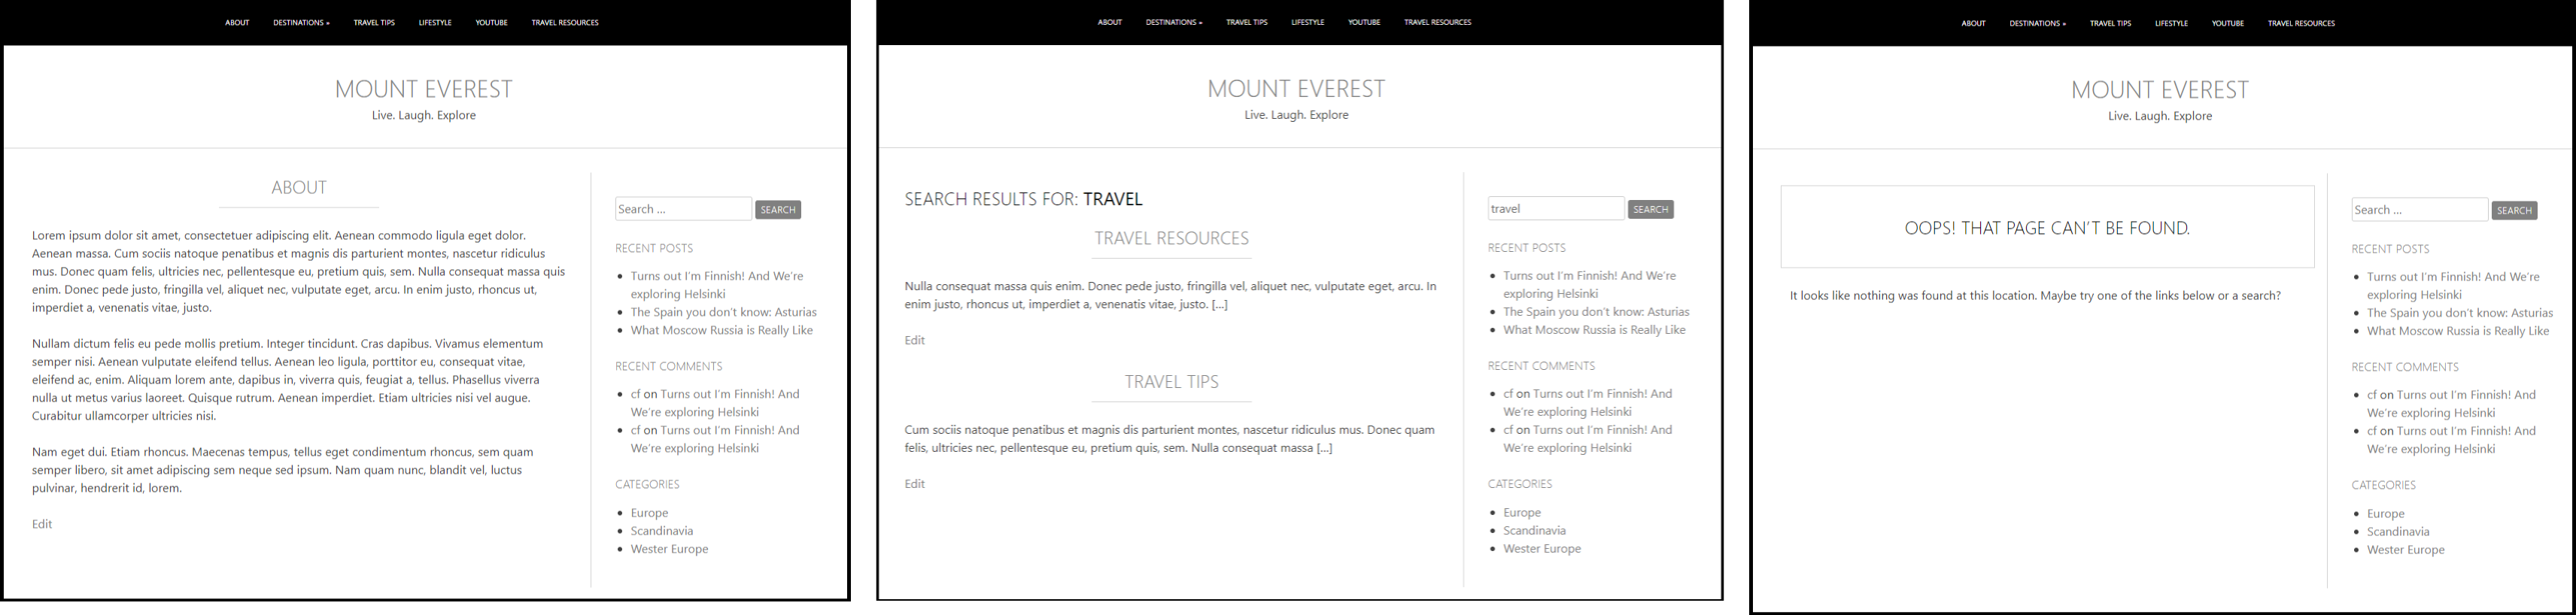 ABOUT DESTINATIONS » TRAVEL TIPS LIFESTYLE YOUTUBE TRAVEL RESOURCES
MOUNT EVEREST
Live. Laugh. Explore
ABOUT
Lorem ipsum dolor sit amet, consectetuer adipiscing elit. Aenean commodo ligula eget dolor.
Aenean massa. Cum sociis natoque penatibus et magnis dis parturient montes, nascetur ridiculus
mus. Donec quam felis, ultricies nec, pellentesque eu, pretium quis, sem. Nulla consequat massa quis
enim. Donec pede justo, fringilla vel, aliquet nec, vulputate eget, arcu. In enim justo, rhoncus ut,
imperdiet a, venenatis vitae, justo.
Nullam dictum felis eu pede mollis pretium. Integer tincidunt. Cras dapibus. Vivamus elementum
semper nisi. Aenean vulputate eleifend tellus. Aenean leo ligula, porttitor eu, consequat vitae,
eleifend ac, enim. Aliquam lorem ante, dapibus in, viverra quis, feugiat a, tellus. Phasellus viverra
nulla ut metus varius laoreet. Quisque rutrum. Aenean imperdiet. Etiam ultricies nisi vel augue.
Curabitur ullamcorper ultricies nisi.
Nam eget dui. Etiam rhoncus. Maecenas tempus, tellus eget condimentum rhoncus, sem quam
semper libero, sit amet adipiscing sem neque sed ipsum. Nam quam nunc, blandit vel, luctus
pulvinar, hendrerit id, lorem.
Edit
Search ... SEARCH
RECENT POSTS
Turns out I'm Finnish! And We're
exploring Helsinki
The Spain you don't know: Asturias
What Moscow Russia is Really Like
RECENT COMMENTS
cf on Turns out I'm Finnish! And
We're exploring Helsinki
cf on Turns out I'm Finnish! And
We're exploring Helsinki
CATEGORIES
Europe
Scandinavia
Wester Europe
ABOUT DESTINATIONS » TRAVEL TIPS LIFESTYLE YOUTUBE TRAVEL RESOURCES
MOUNT EVEREST
Live. Laugh. Explore
SEARCH RESULTS FOR: TRAVEL
TRAVEL RESOURCES
Nulla consequat massa quis enim. Donec pede justo, fringilla vel, aliquet nec, vulputate eget, arcu. In
enim justo, rhoncus ut, imperdiet a, venenatis vitae, justo. [...]
Edit
TRAVEL TIPS
Cum sociis natoque penatibus et magnis dis parturient montes, nascetur ridiculus mus. Donec quam
felis, ultricies nec, pellentesque eu, pretium quis, sem. Nulla consequat massa [...]
Edit
travel SEARCH
RECENT POSTS
Turns out I'm Finnish! And We're
exploring Helsinki
The Spain you don't know: Asturias
What Moscow Russia is Really Like
RECENT COMMENTS
cf on Turns out I'm Finnish! And
We're exploring Helsinki
cf on Turns out I'm Finnish! And
We're exploring Helsinki
CATEGORIES
Europe
Scandinavia
Wester Europe
ABOUT DESTINATIONS » TRAVEL TIPS LIFESTYLE YOUTUBE TRAVEL RESOURCES
MOUNT EVEREST
Live. Laugh. Explore
OOPS! THAT PAGE CAN'T BE FOUND.
It looks like nothing was found at this location. Maybe try one of the links below or a search?
Search ... SEARCH
RECENT POSTS
Turns out I'm Finnish! And We're
exploring Helsinki
The Spain you don't know: Asturias
What Moscow Russia is Really Like
RECENT COMMENTS
cf on Turns out I'm Finnish! And
We're exploring Helsinki
cf on Turns out I'm Finnish! And
We're exploring Helsinki
CATEGORIES
Europe
Scandinavia
Wester Europe